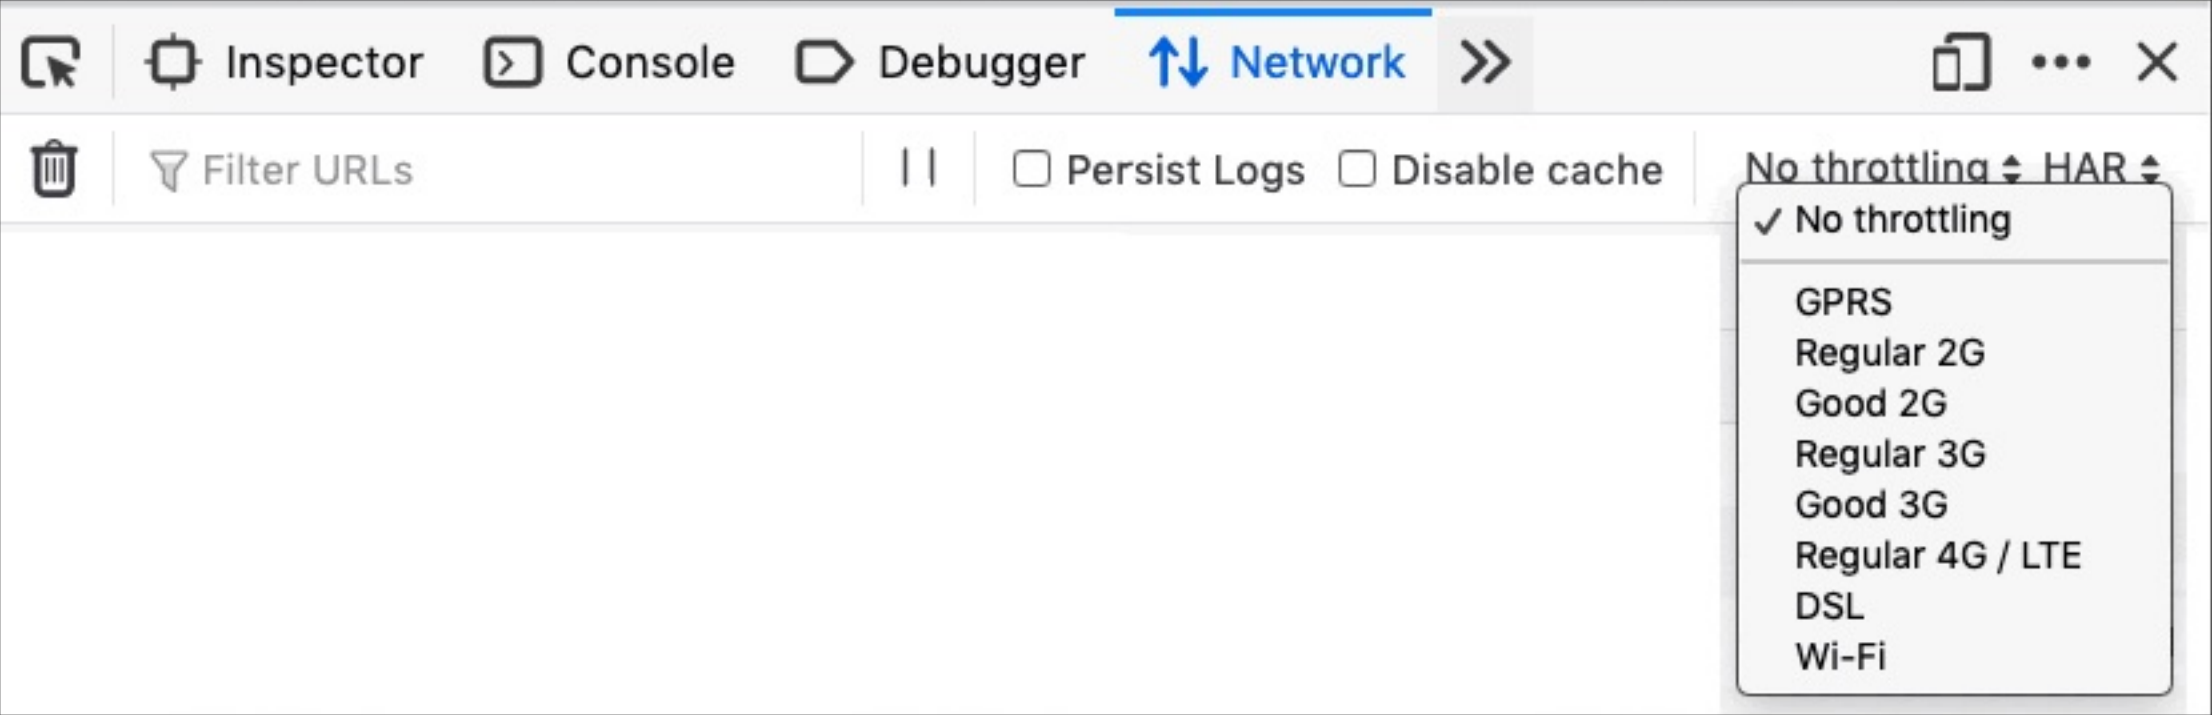 Inspector Console Debugger Network
Filter URLs Persist Logs Disable cache No throttling HAR
No throttling
GPRS
Regular 2G
Good 2G
Regular 3G
Good 3G
Regular 4G / LTE
DSL
Wi-Fi